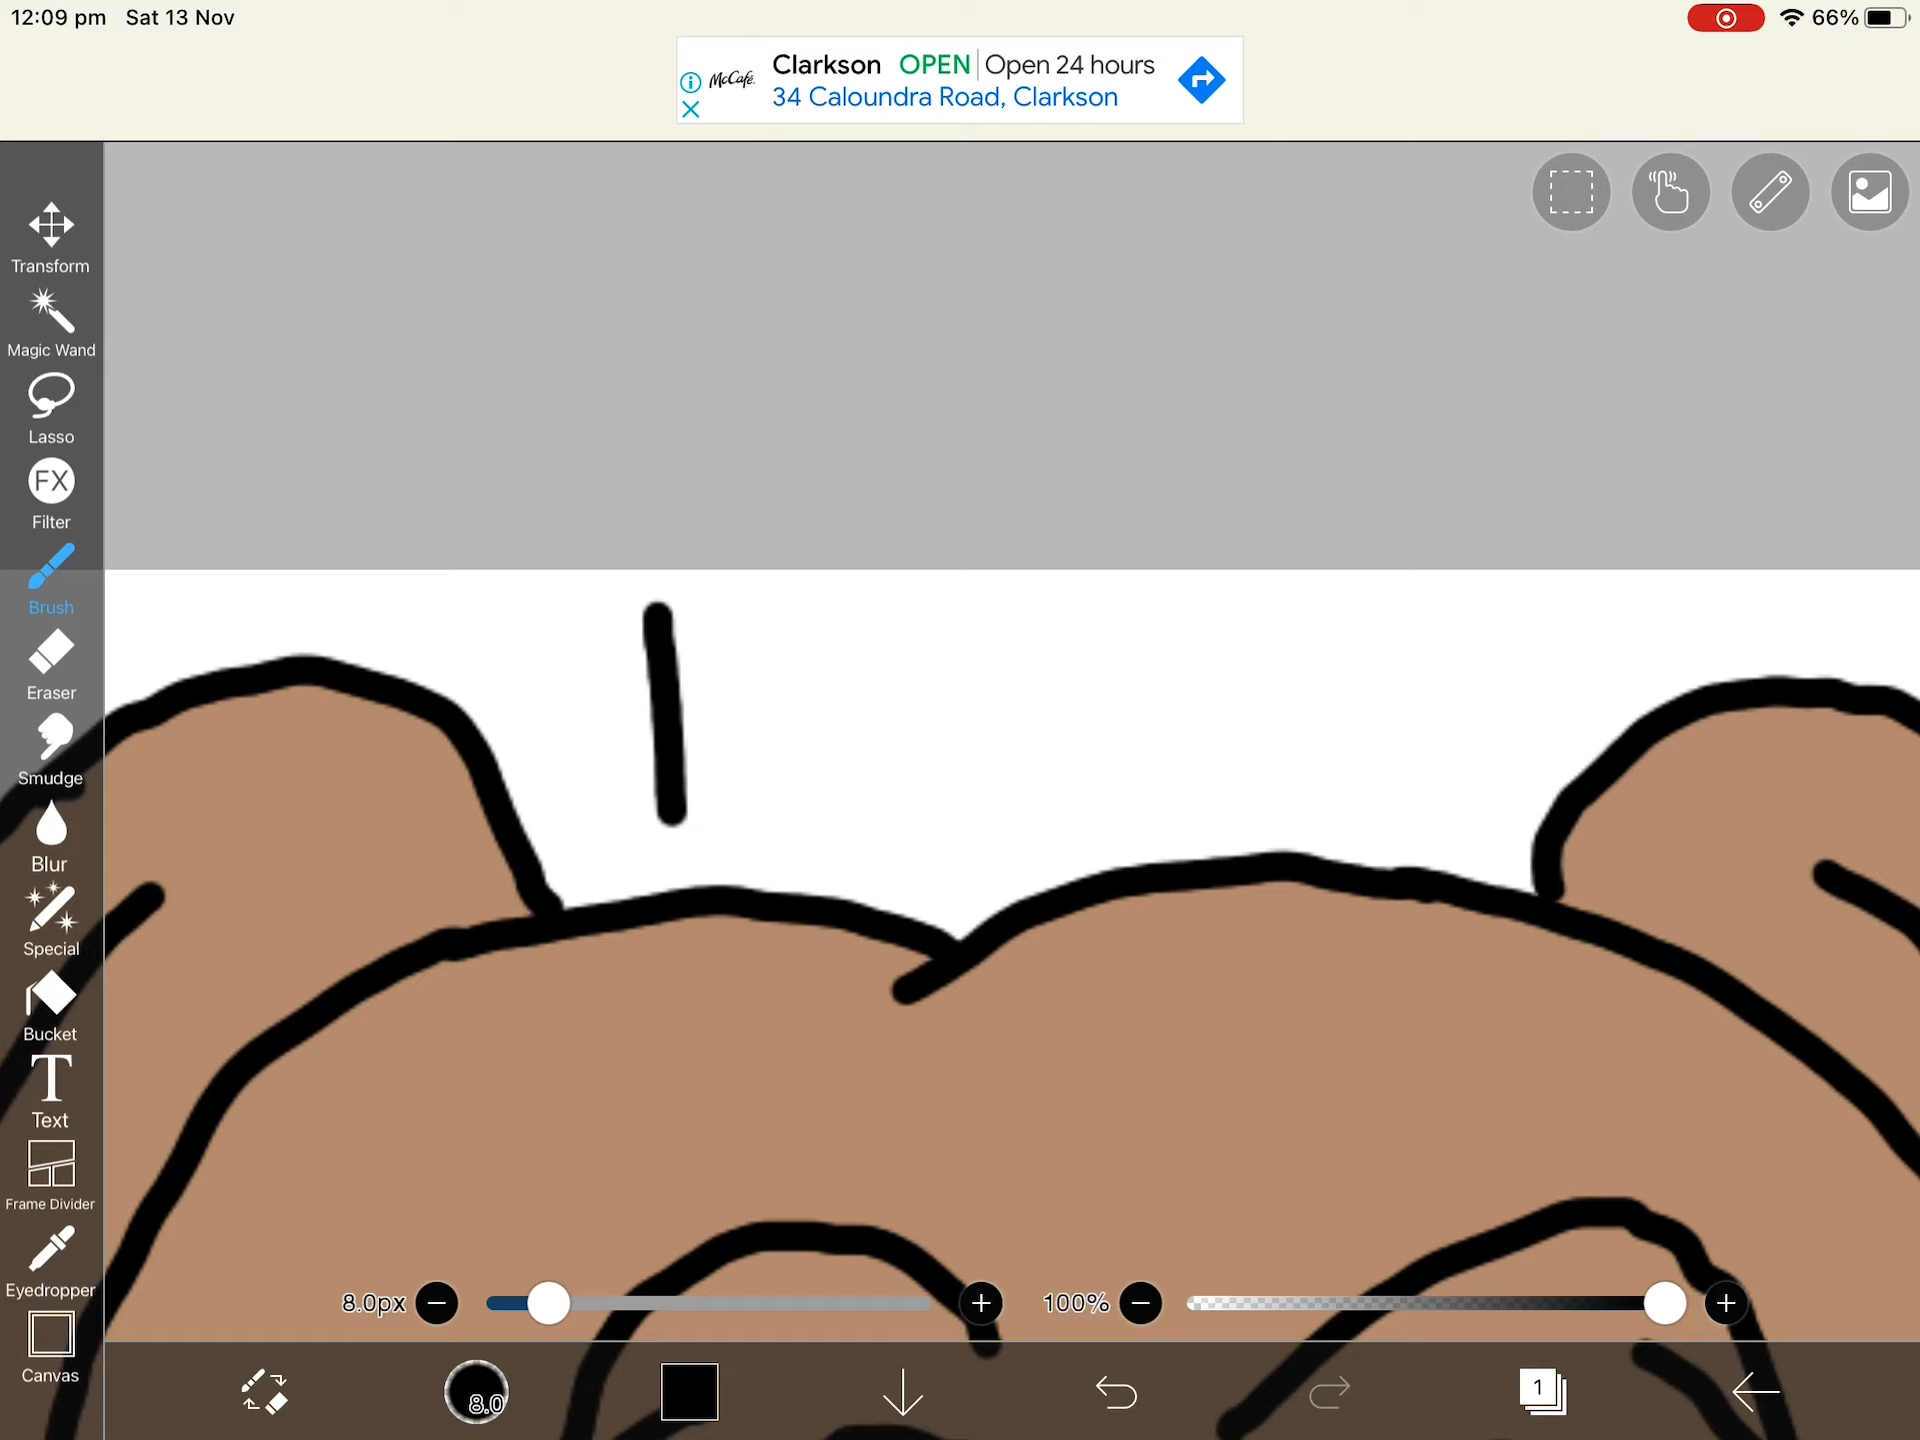 12:09 pm Sat 13 Nov
66%
McCafé
Clarkson OPEN Open 24 hours
34 Caloundra Road, Clarkson
Transform
Magic Wand
Lasso
FX
Filter
Brush
Eraser
Smudge
Blur
Special
Bucket
T
Text
Frame Divider
Eyedropper
Canvas
8.0px
100%
8.0
1